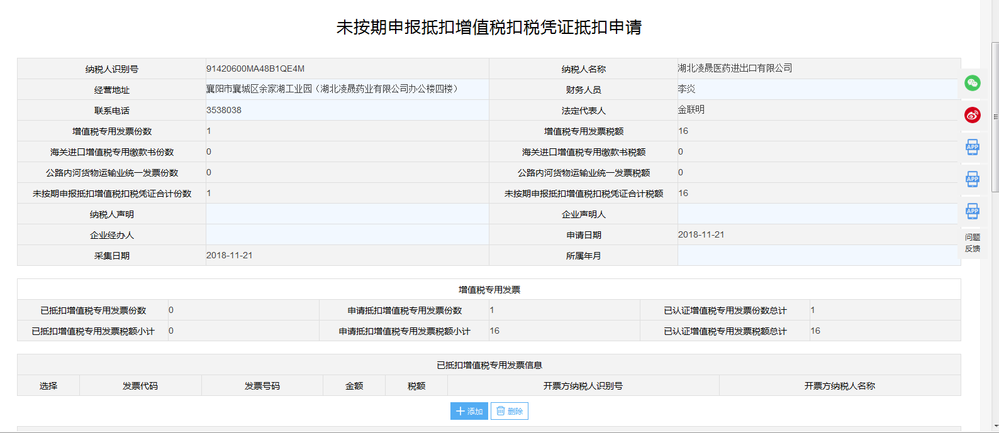 未按期申报抵扣增值税扣税凭证抵扣申请
纳税人识别号 91420600MA48B1QE4M 纳税人名称 湖北凌晟医药进出口有限公司
经营地址 襄阳市襄城区余家湖工业园（湖北凌晟药业有限公司办公楼四楼） 财务人员 李炎
联系电话 3538038 法定代表人 金联明
增值税专用发票份数 1 增值税专用发票税额 16
海关进口增值税专用缴款书份数 0 海关进口增值税专用缴款书税额 0
公路内河货物运输业统一发票份数 0 公路内河货物运输业统一发票税额 0
未按期申报抵扣增值税扣税凭证合计份数 1 未按期申报抵扣增值税扣税凭证合计税额 16
纳税人声明 企业声明人
企业经办人 申请日期 2018-11-21
采集日期 2018-11-21 所属年月
增值税专用发票
已抵扣增值税专用发票份数 0 申请抵扣增值税专用发票份数 1 已认证增值税专用发票份数总计 1
已抵扣增值税专用发票税额小计 0 申请抵扣增值税专用发票税额小计 16 已认证增值税专用发票税额总计 16
已抵扣增值税专用发票信息
选择 发票代码 发票号码 金额 税额 开票方纳税人识别号 开票方纳税人名称
添加 删除
APP
APP
APP
问题
反馈